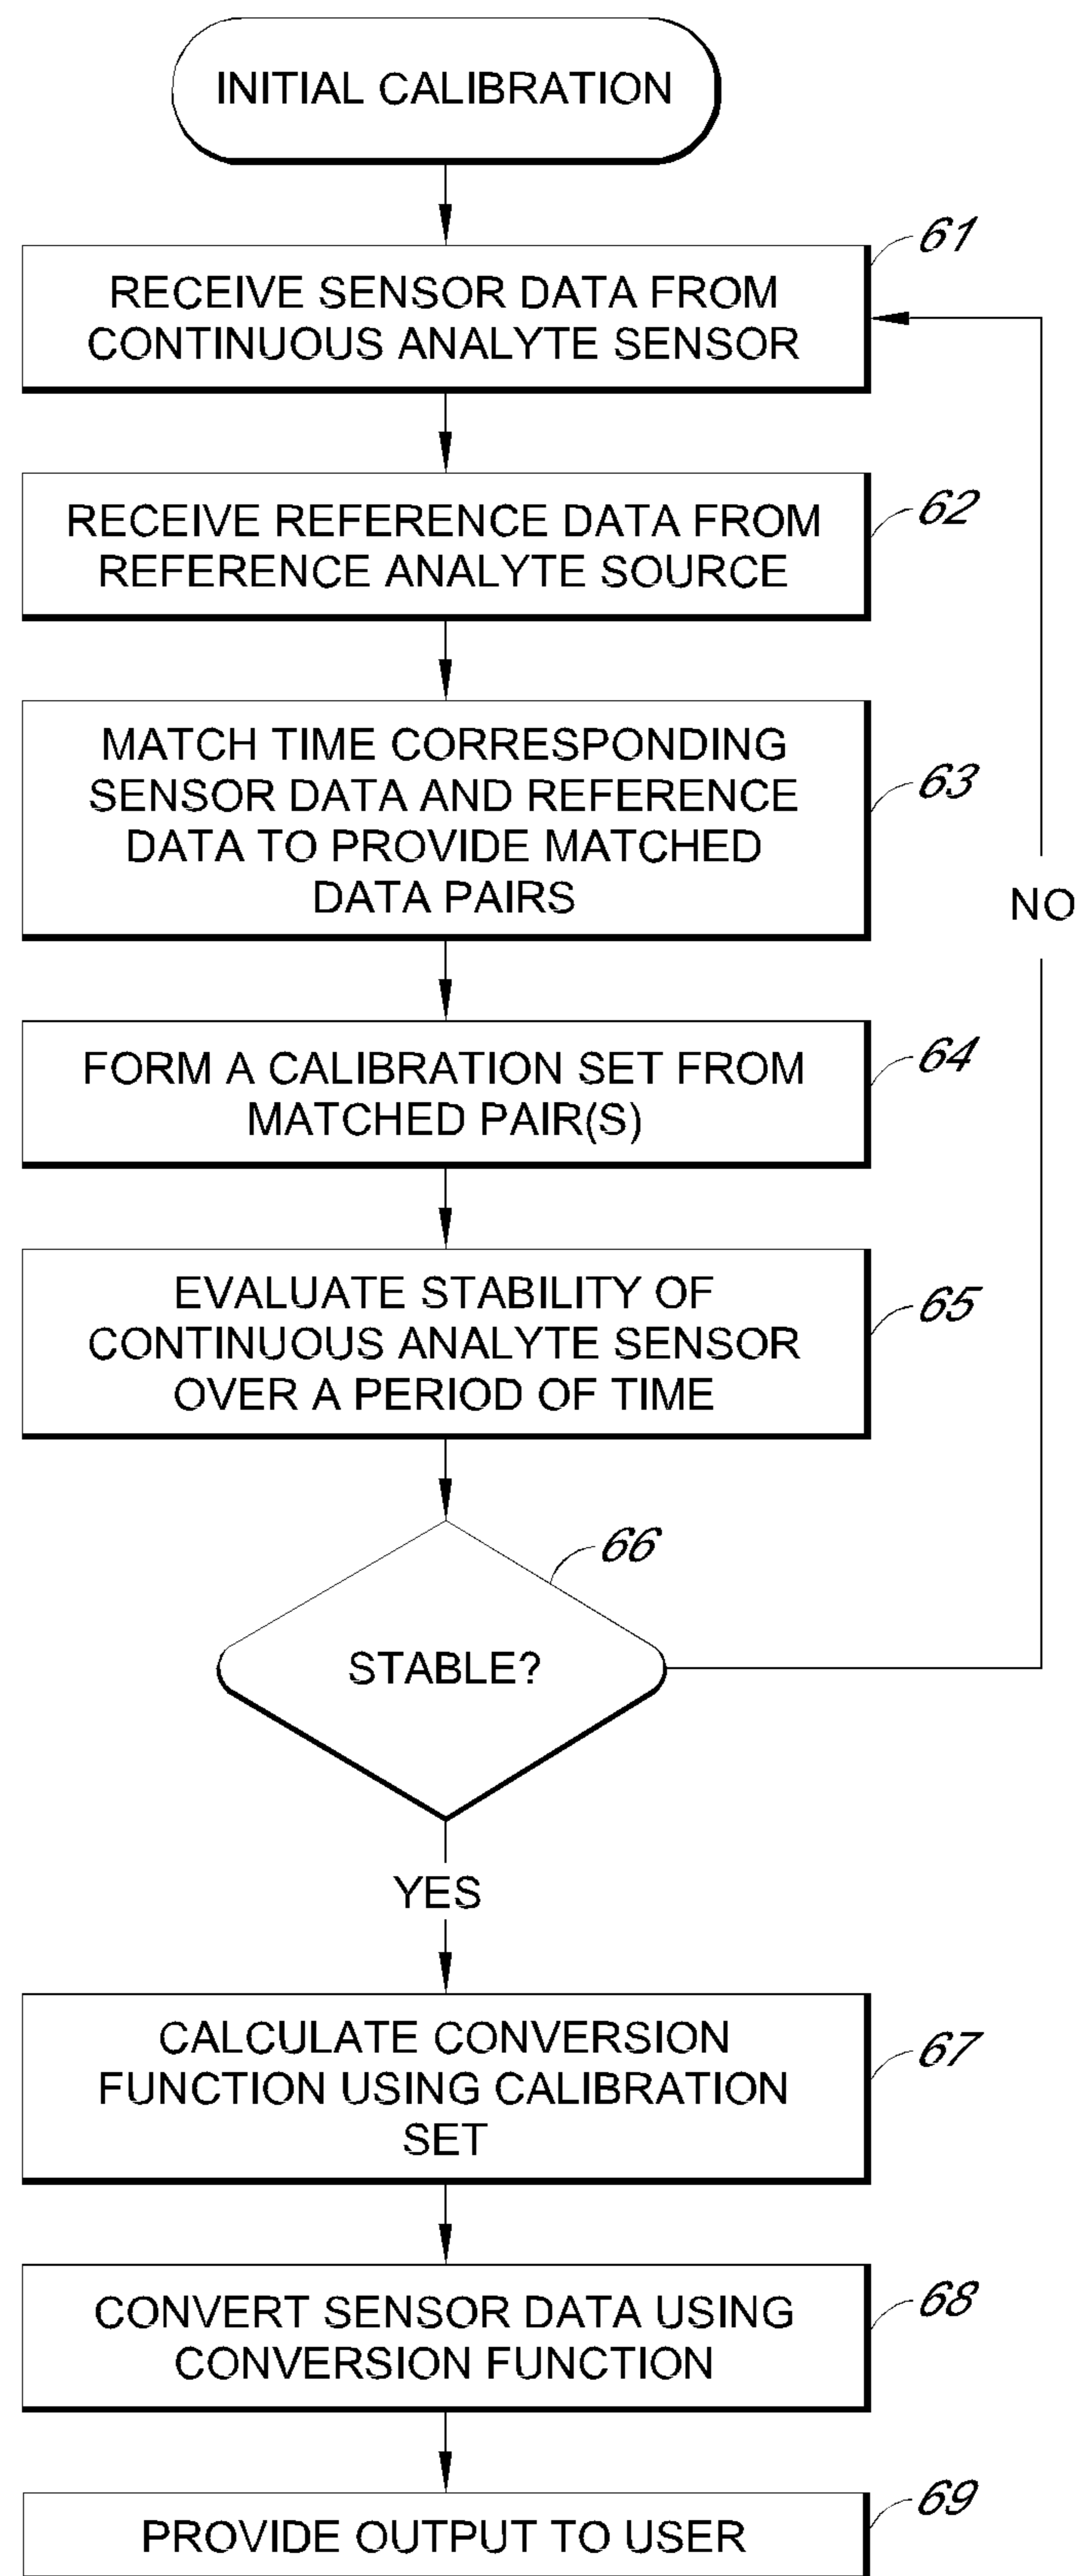 INITIAL CALIBRATION
61
RECEIVE SENSOR DATA FROM
CONTINUOUS ANALYTE SENSOR
62
RECEIVE REFERENCE DATA FROM
REFERENCE ANALYTE SOURCE
63
MATCH TIME CORRESPONDING
SENSOR DATA AND REFERENCE
DATA TO PROVIDE MATCHED
DATA PAIRS
NO
64
FORM A CALIBRATION SET FROM
MATCHED PAIR(S)
65
EVALUATE STABILITY OF
CONTINUOUS ANALYTE SENSOR
OVER A PERIOD OF TIME
66
STABLE?
YES
67
CALCULATE CONVERSION
FUNCTION USING CALIBRATION
SET
68
CONVERT SENSOR DATA USING
CONVERSION FUNCTION
69
PROVIDE OUTPUT TO USER